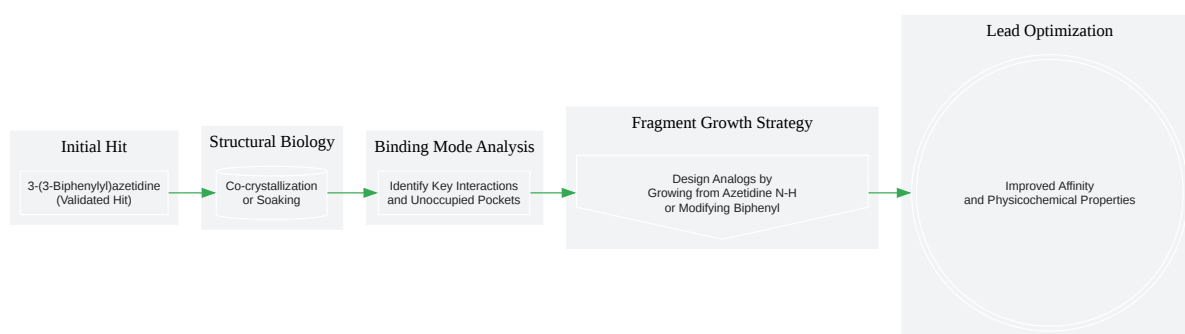 Initial Hit
3-(3-Biphenylyl)azetidine
(Validated Hit)
Structural Biology
Co-crystallization
or Soaking
Binding Mode Analysis
Identify Key Interactions
and Unoccupied Pockets
Fragment Growth Strategy
Design Analogs by
Growing from Azetidine N-H
or Modifying Biphenyl
Lead Optimization
Improved Affinity
and Physicochemical Properties